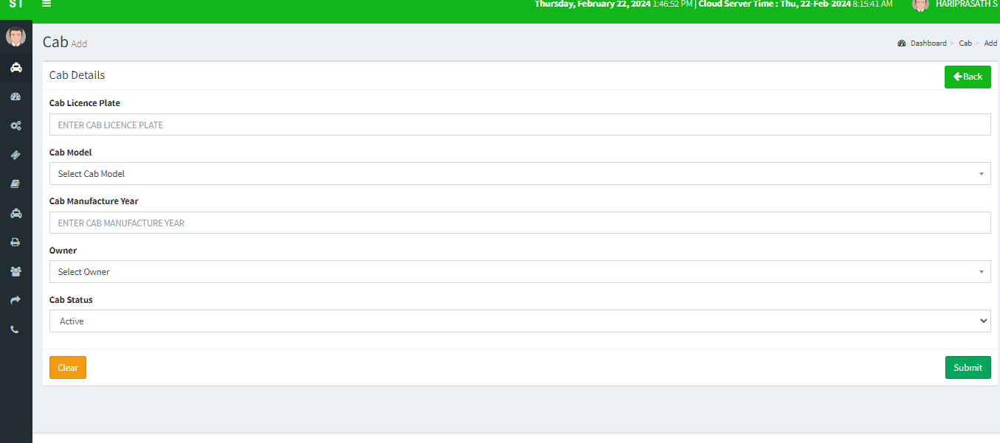 ST Thursday, February 22, 2024 1:46:52 PM | Cloud Server Time : Thu, 22-Feb-2024 8:15:41 AM HARIPRASATH S
Cab Add Dashboard > Cab > Add
Cab Details Back
Cab Licence Plate
ENTER CAB LICENCE PLATE
Cab Model
Select Cab Model
Cab Manufacture Year
ENTER CAB MANUFACTURE YEAR
Owner
Select Owner
Cab Status
Active
Clear Submit